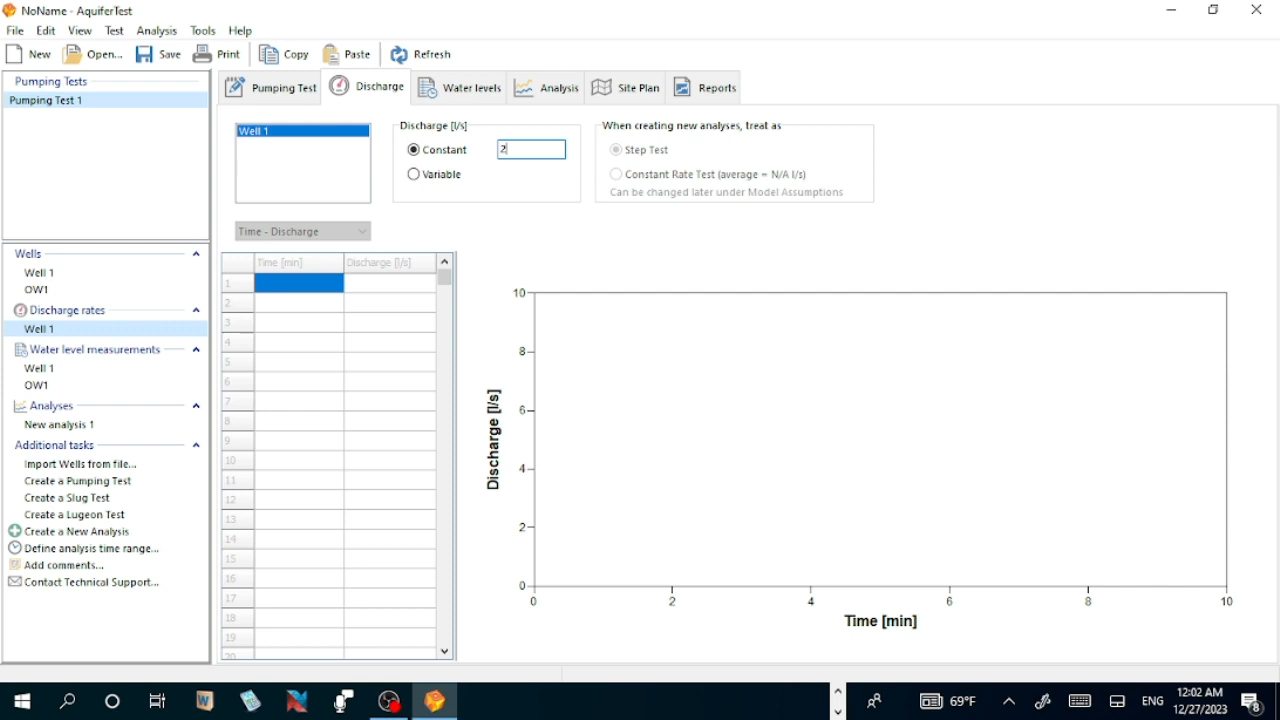 NoName - AquiferTest
File Edit View Test Analysis Tools Help
New Open... Save Print Copy Paste Refresh
Pumping Tests
Pumping Test 1
Wells
Well 1
OW1
Discharge rates
Well 1
Water level measurements
Well 1
OW1
Analyses
New analysis 1
Additional tasks
Import Wells from file...
Create a Pumping Test
Create a Slug Test
Create a Lugeon Test
Create a New Analysis
Define analysis time range...
Add comments...
Contact Technical Support...
Pumping Test Discharge Water levels Analysis Site Plan Reports
Well 1
Discharge [l/s]
Constant 2
Variable
When creating new analyses, treat as
Step Test
Constant Rate Test (average = N/A l/s)
Can be changed later under Model Assumptions
Time - Discharge
Time [min] Discharge [l/s]
1
2
3
4
5
6
7
8
9
10
11
12
13
14
15
16
17
18
19
20
10
8
6
4
2
0
Discharge [l/s]
0 2 4 6 8 10
Time [min]
69°F ENG 12:02 AM
12/27/2023 8